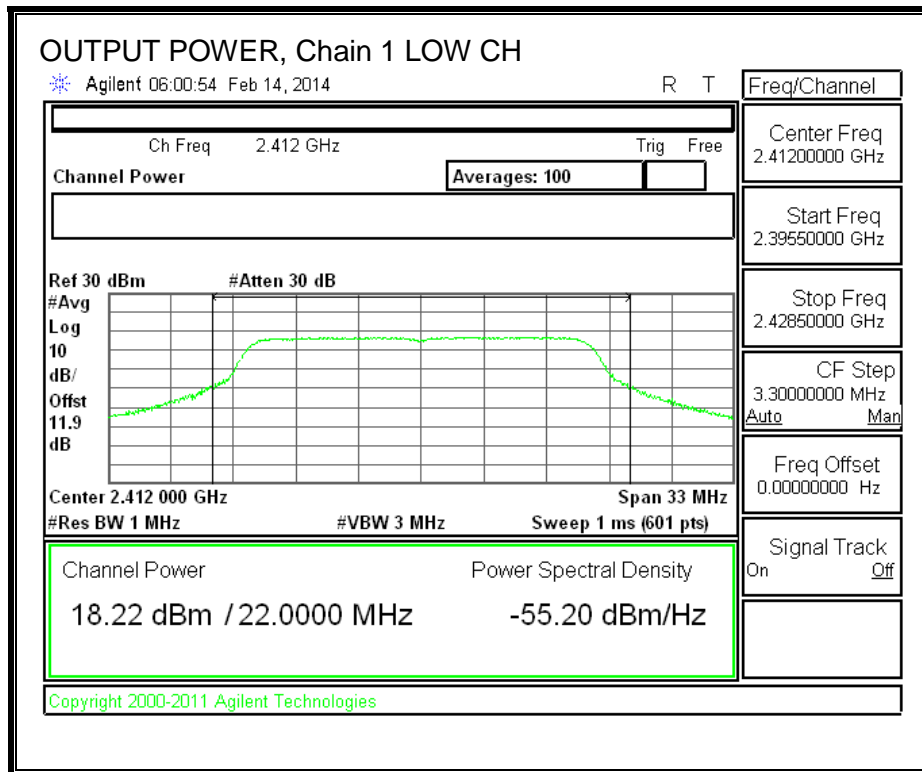 OUTPUT POWER, Chain 1 LOW CH
Agilent 06:00:54 Feb 14, 2014 R T
Freq/Channel
Ch Freq 2.412 GHz Trig Free
Channel Power Averages: 100
Center Freq
2.41200000 GHz
Start Freq
2.39550000 GHz
Stop Freq
2.42850000 GHz
CF Step
3.30000000 MHz
Auto Man
Freq Offset
0.00000000 Hz
Signal Track
On Off
Ref 30 dBm #Atten 30 dB
#Avg
Log
10
dB/
Offst
11.9
dB
Center 2.412 000 GHz Span 33 MHz
#Res BW 1 MHz #VBW 3 MHz Sweep 1 ms (601 pts)
Channel Power Power Spectral Density
18.22 dBm / 22.0000 MHz -55.20 dBm/Hz
Copyright 2000-2011 Agilent Technologies